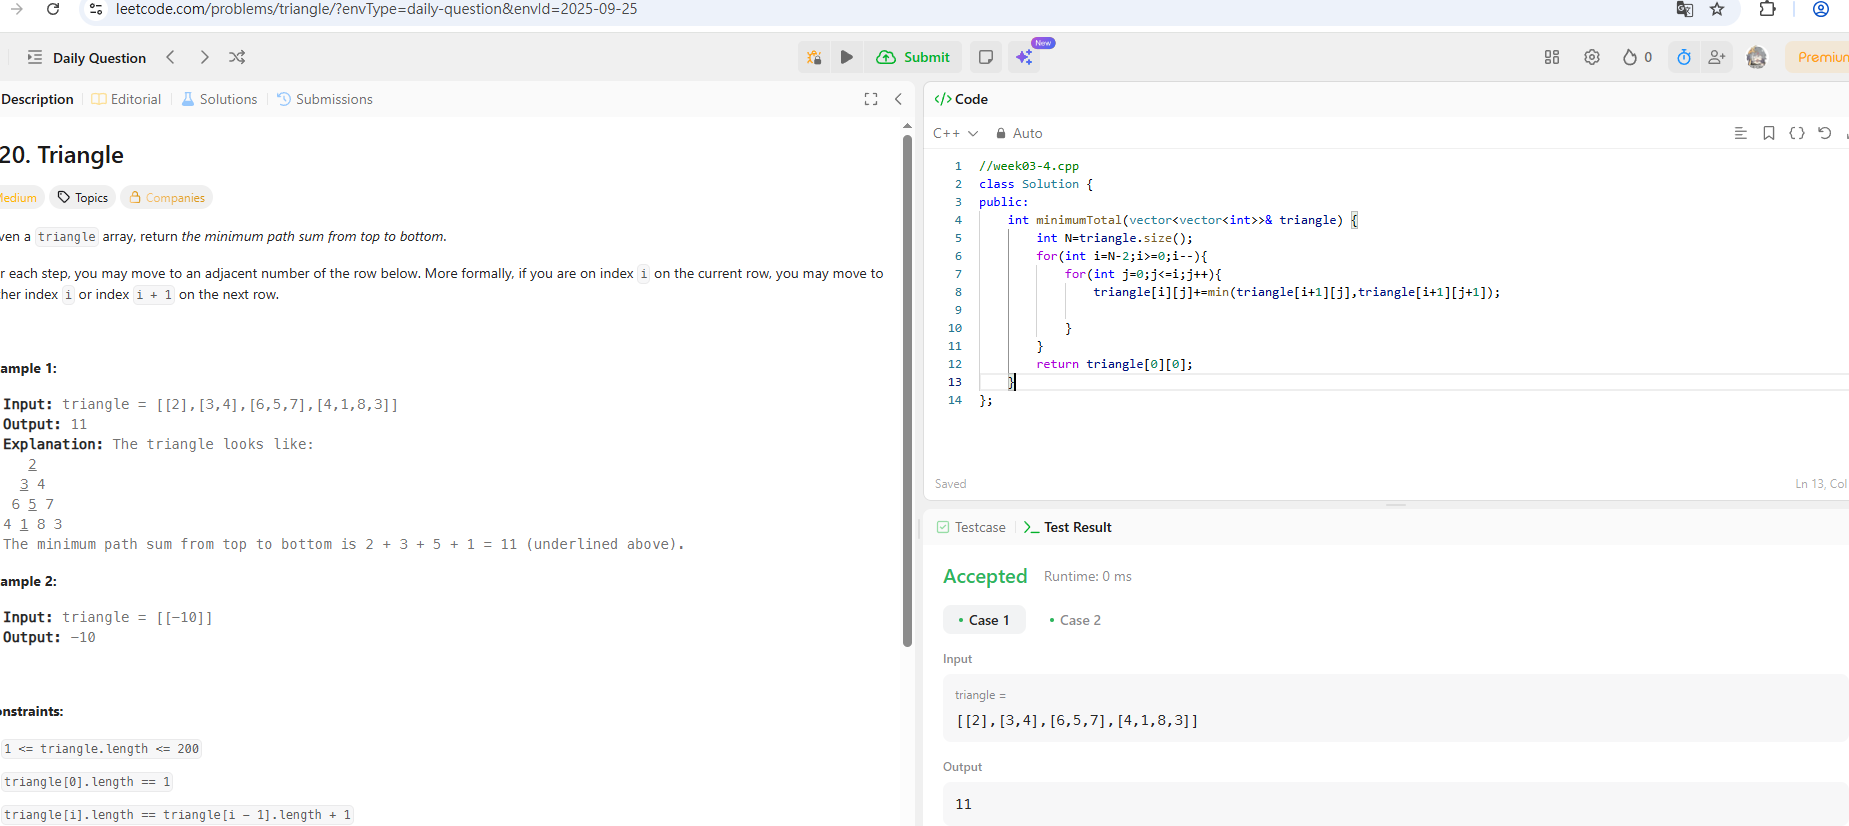 leetcode.com/problems/triangle/?envType=daily-question&envId=2025-09-25
Daily Question
Submit
New
0
Premium
Description
Editorial
Solutions
Submissions
20. Triangle
Medium
Topics
Companies
ven a triangle array, return the minimum path sum from top to bottom.
r each step, you may move to an adjacent number of the row below. More formally, if you are on index i on the current row, you may move to
her index i or index i + 1 on the next row.
ample 1:
Input: triangle = [[2],[3,4],[6,5,7],[4,1,8,3]]
Output: 11
Explanation: The triangle looks like:
2
3 4
6 5 7
4 1 8 3
The minimum path sum from top to bottom is 2 + 3 + 5 + 1 = 11 (underlined above).
ample 2:
Input: triangle = [[-10]]
Output: -10
onstraints:
1 <= triangle.length <= 200
triangle[0].length == 1
triangle[i].length == triangle[i - 1].length + 1
Code
C++
Auto
1 //week03-4.cpp
2 class Solution {
3 public:
4 int minimumTotal(vector<vector<int>>& triangle) {
5 int N=triangle.size();
6 for(int i=N-2;i>=0;i--){
7 for(int j=0;j<=i;j++){
8 triangle[i][j]+=min(triangle[i+1][j],triangle[i+1][j+1]);
9
10 }
11 }
12 return triangle[0][0];
13 }
14 };
Saved
Ln 13, Col
Testcase
Test Result
Accepted
Runtime: 0 ms
Case 1
Case 2
Input
triangle =
[[2],[3,4],[6,5,7],[4,1,8,3]]
Output
11